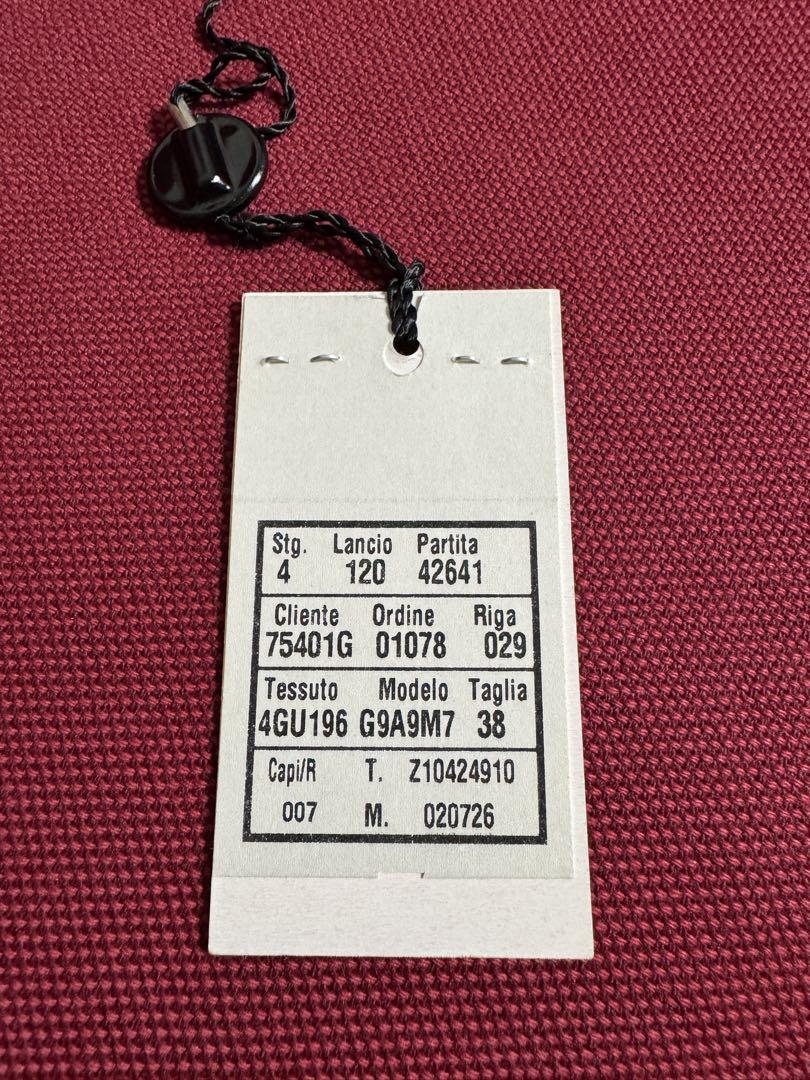 Stg. Lancio Partita
4 120 42641
Cliente Ordine Riga
75401G 01078 029
Tessuto Modelo Taglia
4GU196 G9A9M7 38
Capi/R T. Z10424910
007 M. 020726